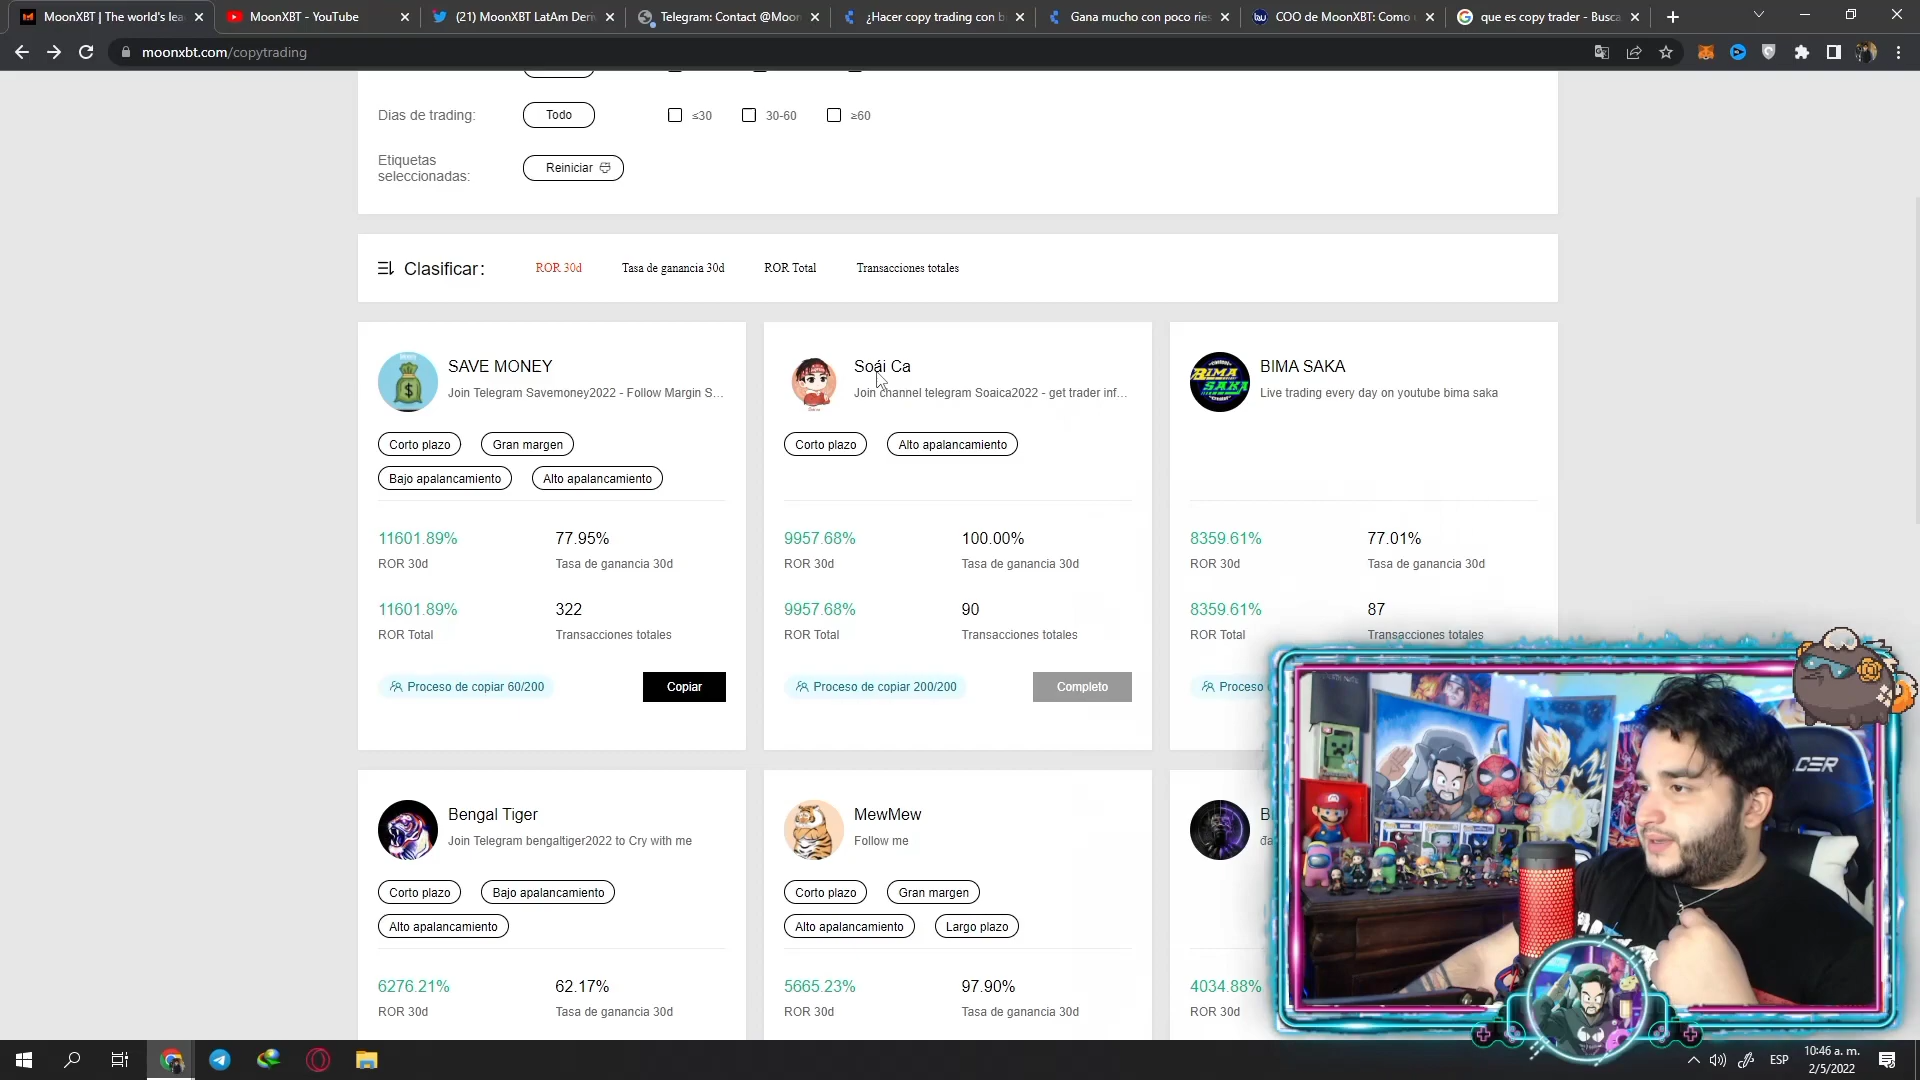 MoonXBT | The world's lea
MoonXBT - YouTube
(21) MoonXBT LatAm Deri
Telegram: Contact @Moon
¿Hacer copy trading con b
Gana mucho con poco ries
COO de MoonXBT: Como u
que es copy trader - Busca
moonxbt.com/copytrading
Dias de trading:
Todo
≤30
30-60
≥60
Etiquetas
seleccionadas:
Reiniciar
Clasificar:
ROR 30d
Tasa de ganancia 30d
ROR Total
Transacciones totales
SAVE MONEY
Join Telegram Savemoney2022 - Follow Margin S...
Corto plazo
Gran margen
Bajo apalancamiento
Alto apalancamiento
11601.89%
77.95%
ROR 30d
Tasa de ganancia 30d
11601.89%
322
ROR Total
Transacciones totales
Proceso de copiar 60/200
Copiar
Soái Ca
Join channel telegram Soaica2022 - get trader inf...
Corto plazo
Alto apalancamiento
9957.68%
100.00%
ROR 30d
Tasa de ganancia 30d
9957.68%
90
ROR Total
Transacciones totales
Proceso de copiar 200/200
Completo
BIMA SAKA
BIMA SAKA
Live trading every day on youtube bima saka
8359.61%
77.01%
ROR 30d
Tasa de ganancia 30d
8359.61%
87
ROR Total
Transacciones totales
Proceso
Bengal Tiger
Join Telegram bengaltiger2022 to Cry with me
Corto plazo
Bajo apalancamiento
Alto apalancamiento
6276.21%
62.17%
ROR 30d
Tasa de ganancia 30d
MewMew
Follow me
Corto plazo
Gran margen
Alto apalancamiento
Largo plazo
5665.23%
97.90%
ROR 30d
Tasa de ganancia 30d
4034.88%
ROR 30d
ESP
10:46 a. m.
2/5/2022